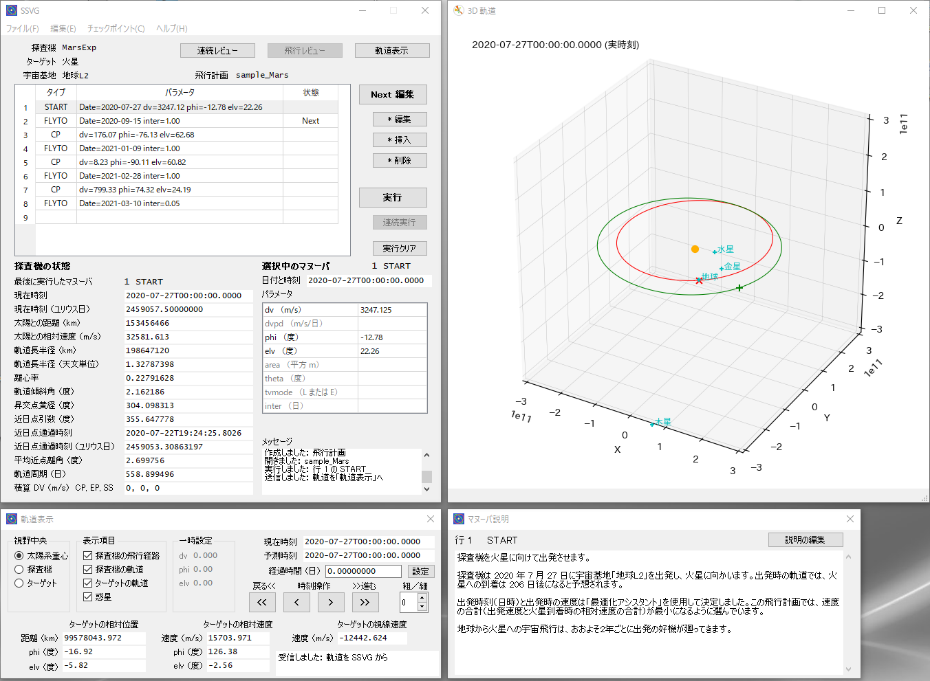 SSVG
ファイル(F) 編集(E) チェックポイント(C) ヘルプ(H)
探査機 MarsExp
連続レビュー 飛行レビュー 軌道表示
ターゲット 火星
宇宙基地 地球L2 飛行計画 sample_Mars
タイプ パラメータ 状態
1 START Date=2020-07-27 dv=3247.12 phi=-12.78 elv=22.26
2 FLYTO Date=2020-09-15 inter=1.00 Next
3 CP dv=176.07 phi=-76.13 elv=62.68
4 FLYTO Date=2021-01-09 inter=1.00
5 CP dv=8.23 phi=-90.11 elv=60.82
6 FLYTO Date=2021-02-28 inter=1.00
7 CP dv=799.33 phi=74.32 elv=24.19
8 FLYTO Date=2021-03-10 inter=0.05
9
Next 編集
* 編集
* 挿入
* 削除
実行
連続実行
実行クリア
探査機の状態
最後に実行したマヌーバ 1 START
現在時刻 2020-07-27T00:00:00.0000
現在時刻 (ユリウス日) 2459057.50000000
太陽との距離 (km) 153456466
太陽との相対速度 (m/s) 32581.613
軌道長半径 (km) 198647120
軌道長半径 (天文単位) 1.32787398
離心率 0.22791628
軌道傾斜角 (度) 2.162186
昇交点黄経 (度) 304.098313
近日点引数 (度) 355.647778
近日点通過時刻 2020-07-22T19:24:25.8026
近日点通過時刻 (ユリウス日) 2459053.30863197
平均近点離角 (度) 2.699756
軌道周期 (日) 558.899496
積算 DV (m/s) CP, EP, SS 0, 0, 0
選択中のマヌーバ 1 START
日付と時刻 2020-07-27T00:00:00.0000
パラメータ
dv (m/s) 3247.125
dvpd (m/s/日)
phi (度) -12.78
elv (度) 22.26
area (平方 m)
theta (度)
tvmode (L または E)
inter (日)
メッセージ
作成しました: 飛行計画
開きました: sample_Mars
実行しました: 行 1 の START
送信しました: 軌道を「軌道表示」へ
3D 軌道
2020-07-27T00:00:00.0000 (実時刻)
水星
金星
地球
木星
3
2
1
0
−1
−2
−3
Z
1e11
−3
−2
−1
0
1
2
3
X
1e11
−3
−2
−1
0
1
2
3
Y
1e11
軌道表示
視野中央
太陽系重心
探査機
ターゲット
表示項目
探査機の飛行経路
探査機の軌道
ターゲットの軌道
惑星
一時設定
dv 0.000
phi 0.00
elv 0.00
現在時刻 2020-07-27T00:00:00.0000
予測時刻 2020-07-27T00:00:00.0000
経過時間 (日) 0.00000000 設定
戻る<< 時刻操作 >>進む 粗/細
<< < > >> 0
ターゲットの相対位置
距離 (km) 99578043.972
phi (度) -16.92
elv (度) -5.82
ターゲットの相対速度
速度 (m/s) 15703.971
phi (度) 126.38
elv (度) -2.56
ターゲットの視線速度
速度 (m/s) -12442.624
受信しました: 軌道を SSVG から
マヌーバ説明
行 1 START 説明の編集
探査機を火星に向けて出発させます。
探査機は 2020 年 7 月 27 日に宇宙基地「地球L2」を出発し、火星に向かいます。出発時の軌道では、火
星への到着は 206 日後になると予想されます。
出発時刻(日時)と出発時の速度は「最適化アシスタント」を使用して決定しました。この飛行計画では、速度
の合計(出発速度と火星到着時の相対速度の合計)が最小になるように選んでいます。
地球から火星への宇宙飛行は、おおよそ2年ごとに出発の好機が廻ってきます。